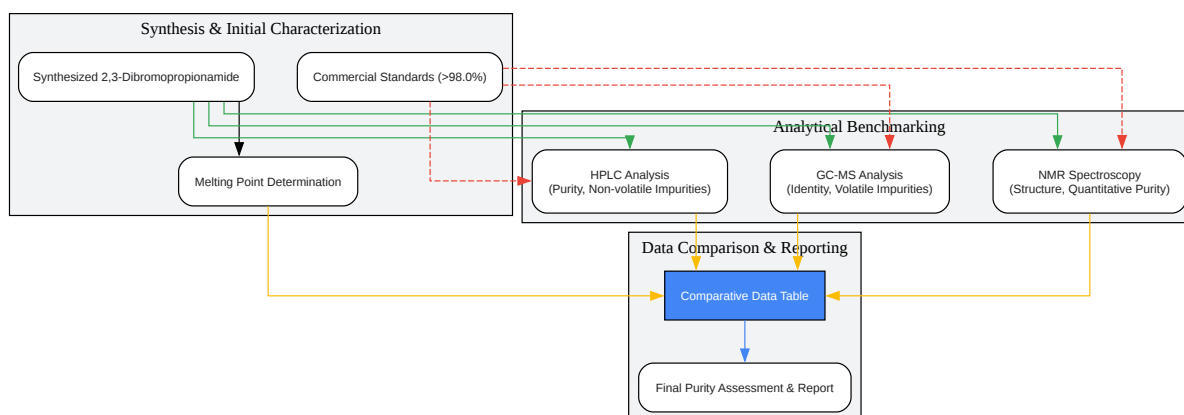 Synthesis & Initial Characterization
Synthesized 2,3-Dibromopropionamide
Commercial Standards (>98.0%)
Melting Point Determination
Analytical Benchmarking
HPLC Analysis
(Purity, Non-volatile Impurities)
GC-MS Analysis
(Identity, Volatile Impurities)
NMR Spectroscopy
(Structure, Quantitative Purity)
Data Comparison & Reporting
Comparative Data Table
Final Purity Assessment & Report